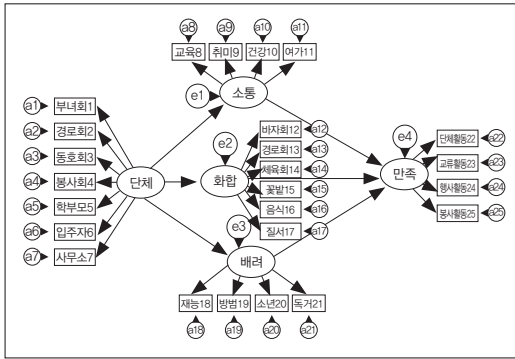 a8 a9 a10 a11
교육8 취미9 건강10 여가11
e1 소통
a1 부녀회1
a2 경로회2
a3 동호회3
a4 봉사회4
a5 학부모5
a6 입주자6
a7 사무소7
단체
e2
화합
바자회12 a12
경로회13 a13
체육회14 a14
꽃밭15 a15
음식16 a16
질서17 a17
e3
배려
e4
만족
단체활동22 a22
교류활동23 a23
행사활동24 a24
봉사활동25 a25
재능18 방범19 소년20 독거21
a18 a19 a20 a21